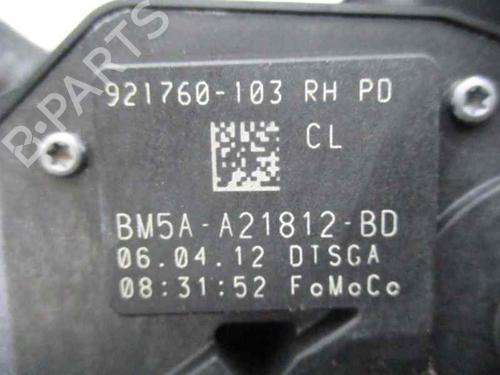 B-PARTS
921760-103 RH PD
CL
BM5A-A21812-BD
06.04.12 DTSGA
08:31:52 FoMoCo